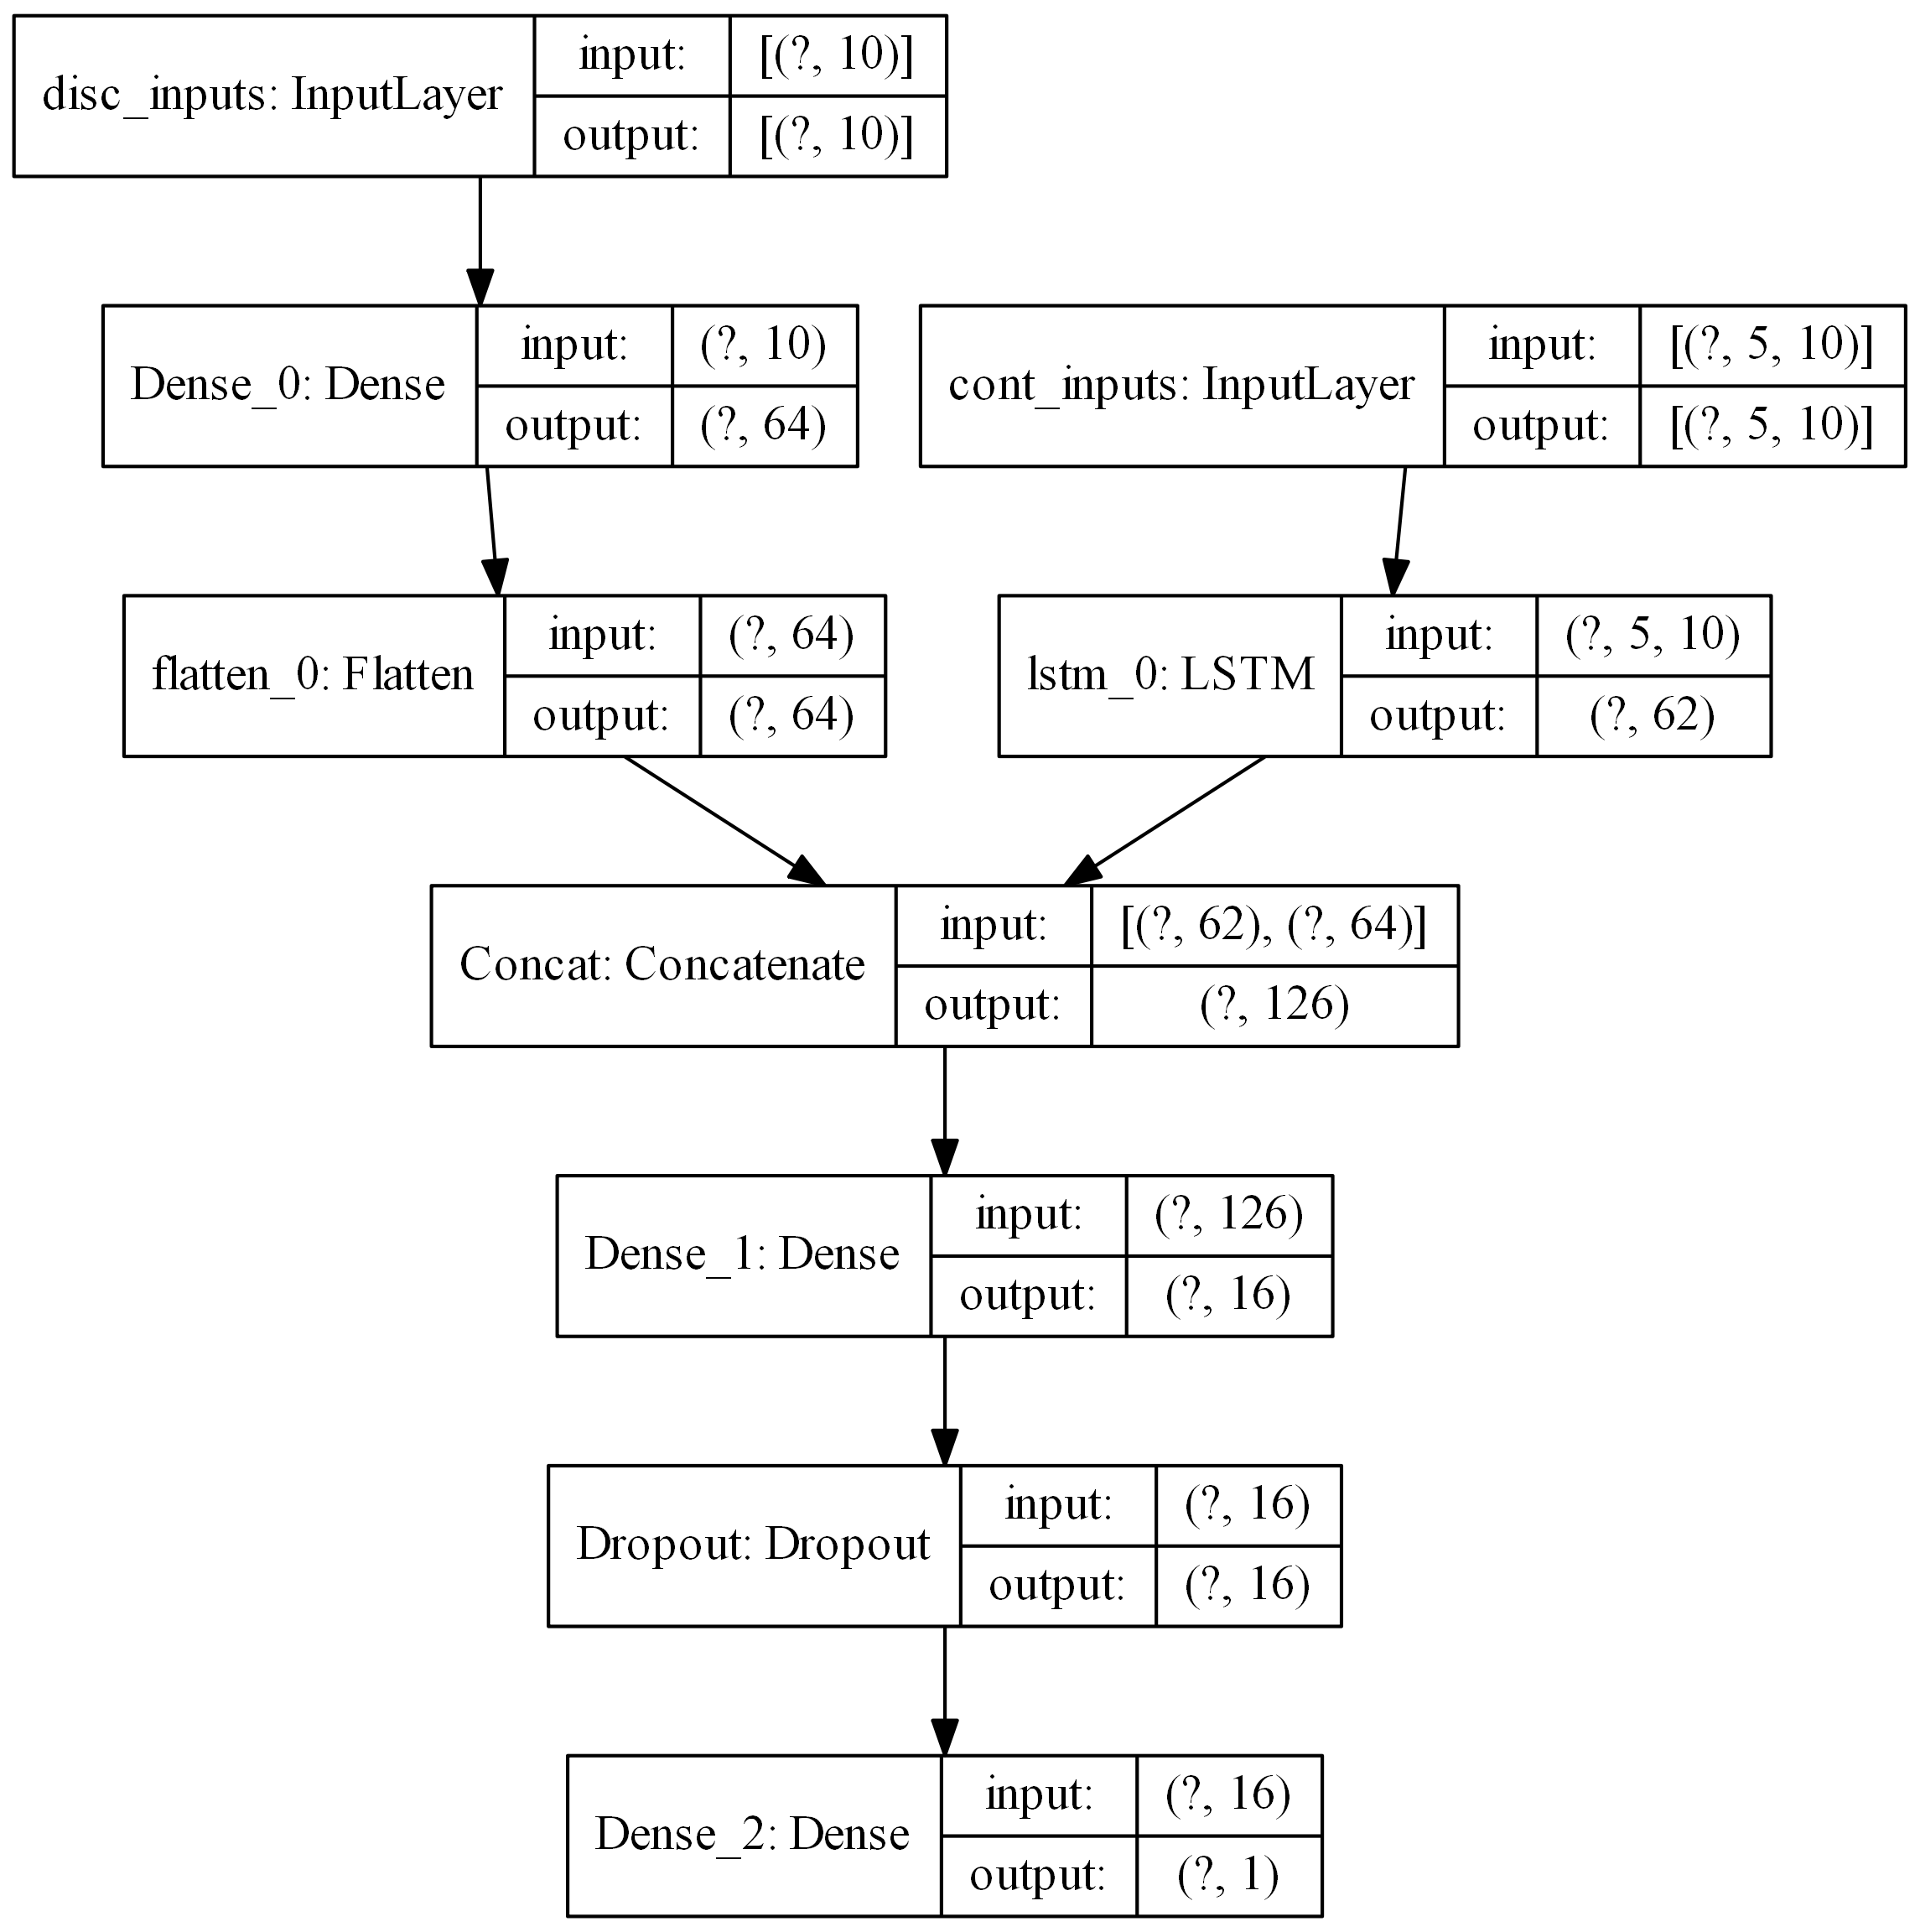 disc_inputs: InputLayer
input:
[(?, 10)]
output:
[(?, 10)]
Dense_0: Dense
input:
(?, 10)
output:
(?, 64)
cont_inputs: InputLayer
input:
[(?, 5, 10)]
output:
[(?, 5, 10)]
flatten_0: Flatten
input:
(?, 64)
output:
(?, 64)
lstm_0: LSTM
input:
(?, 5, 10)
output:
(?, 62)
Concat: Concatenate
input:
[(?, 62), (?, 64)]
output:
(?, 126)
Dense_1: Dense
input:
(?, 126)
output:
(?, 16)
Dropout: Dropout
input:
(?, 16)
output:
(?, 16)
Dense_2: Dense
input:
(?, 16)
output:
(?, 1)